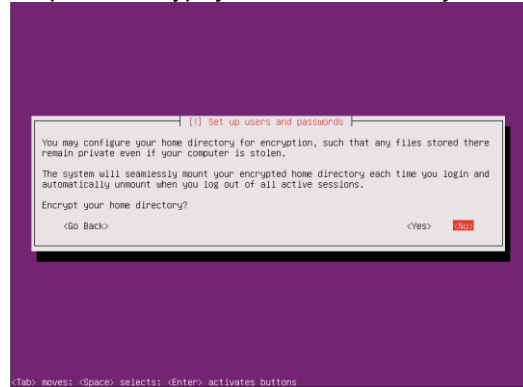 [!] Set up users and passwords
You may configure your home directory for encryption, such that any files stored there
remain private even if your computer is stolen.
The system will seamlessly mount your encrypted home directory each time you login and
automatically unmount when you log out of all active sessions.
Encrypt your home directory?
<Go Back> <Yes> <No>
<Tab> moves; <Space> selects; <Enter> activates buttons